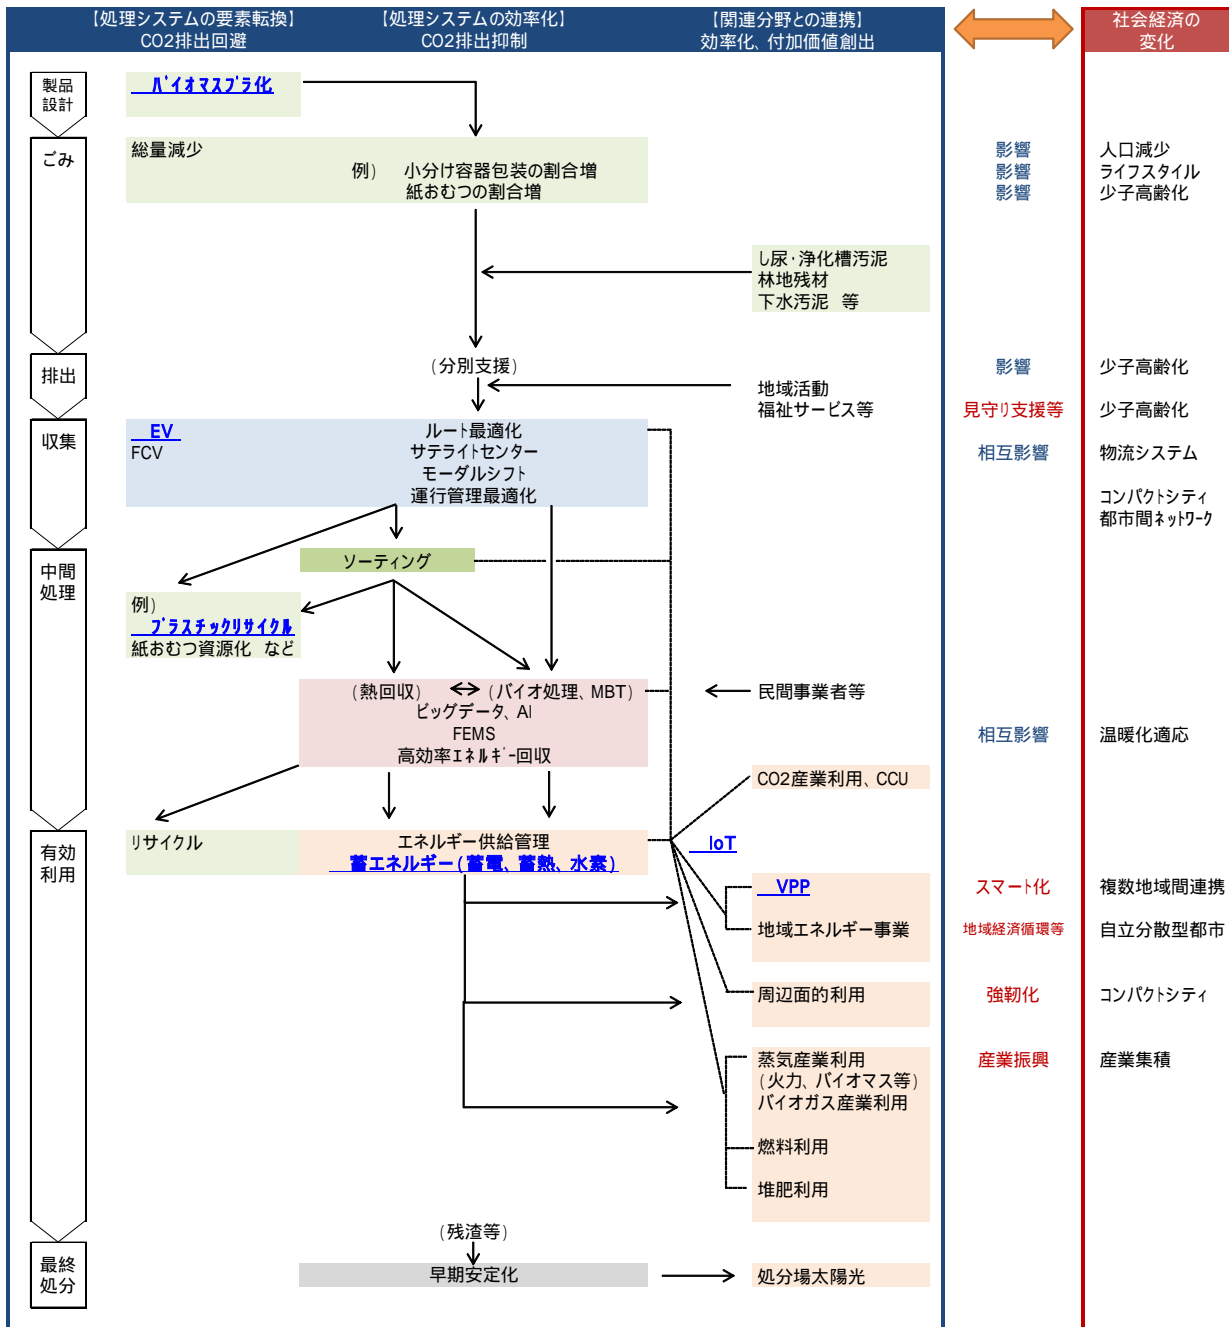 【処理システムの要素転換】
CO2排出回避
【処理システムの効率化】
CO2排出抑制
【関連分野との連携】
効率化、付加価値創出
社会経済の
変化
製品
設計
バイオマスプラ化
ごみ
総量減少
例） 小分け容器包装の割合増
紙おむつの割合増
影響
人口減少
影響
ライフスタイル
影響
少子高齢化
し尿・浄化槽汚泥
林地残材
下水汚泥 等
排出
（分別支援）
影響
少子高齢化
地域活動
福祉サービス等
見守り支援等
少子高齢化
収集
EV
FCV
ルート最適化
サテライトセンター
モーダルシフト
運行管理最適化
相互影響
物流システム
コンパクトシティ
都市間ネットワーク
中間
処理
ソーティング
例）
プラスチックリサイクル
紙おむつ資源化 など
（熱回収）
（バイオ処理、MBT）
ビッグデータ、AI
FEMS
高効率エネルギー回収
民間事業者等
相互影響
温暖化適応
CO2産業利用、CCU
有効
利用
リサイクル
エネルギー供給管理
蓄エネルギー（蓄電、蓄熱、水素）
IoT
VPP
スマート化
複数地域間連携
地域エネルギー事業
地域経済循環等
自立分散型都市
周辺面的利用
強靭化
コンパクトシティ
蒸気産業利用
（火力、バイオマス等）
バイオガス産業利用
産業振興
産業集積
燃料利用
堆肥利用
（残渣等）
最終
処分
早期安定化
処分場太陽光